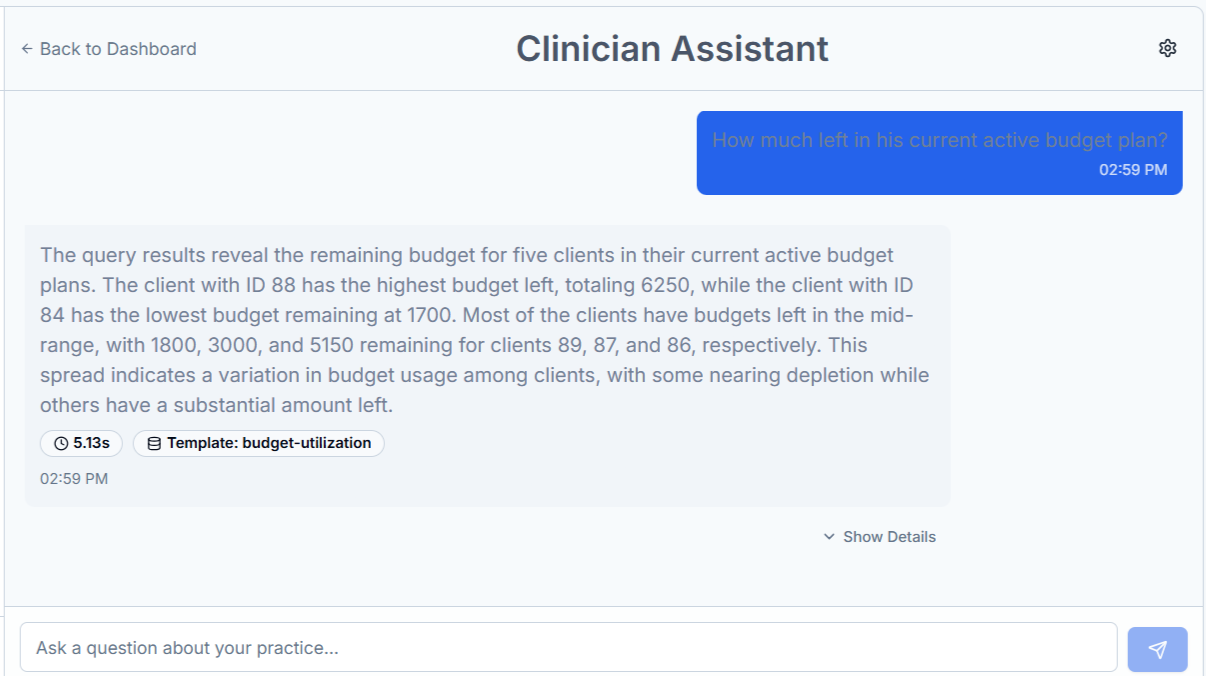 Back to Dashboard
Clinician Assistant
How much left in his current active budget plan?
02:59 PM
The query results reveal the remaining budget for five clients in their current active budget
plans. The client with ID 88 has the highest budget left, totaling 6250, while the client with ID
84 has the lowest budget remaining at 1700. Most of the clients have budgets left in the mid-
range, with 1800, 3000, and 5150 remaining for clients 89, 87, and 86, respectively. This
spread indicates a variation in budget usage among clients, with some nearing depletion while
others have a substantial amount left.
5.13s Template: budget-utilization
02:59 PM
Show Details
Ask a question about your practice...